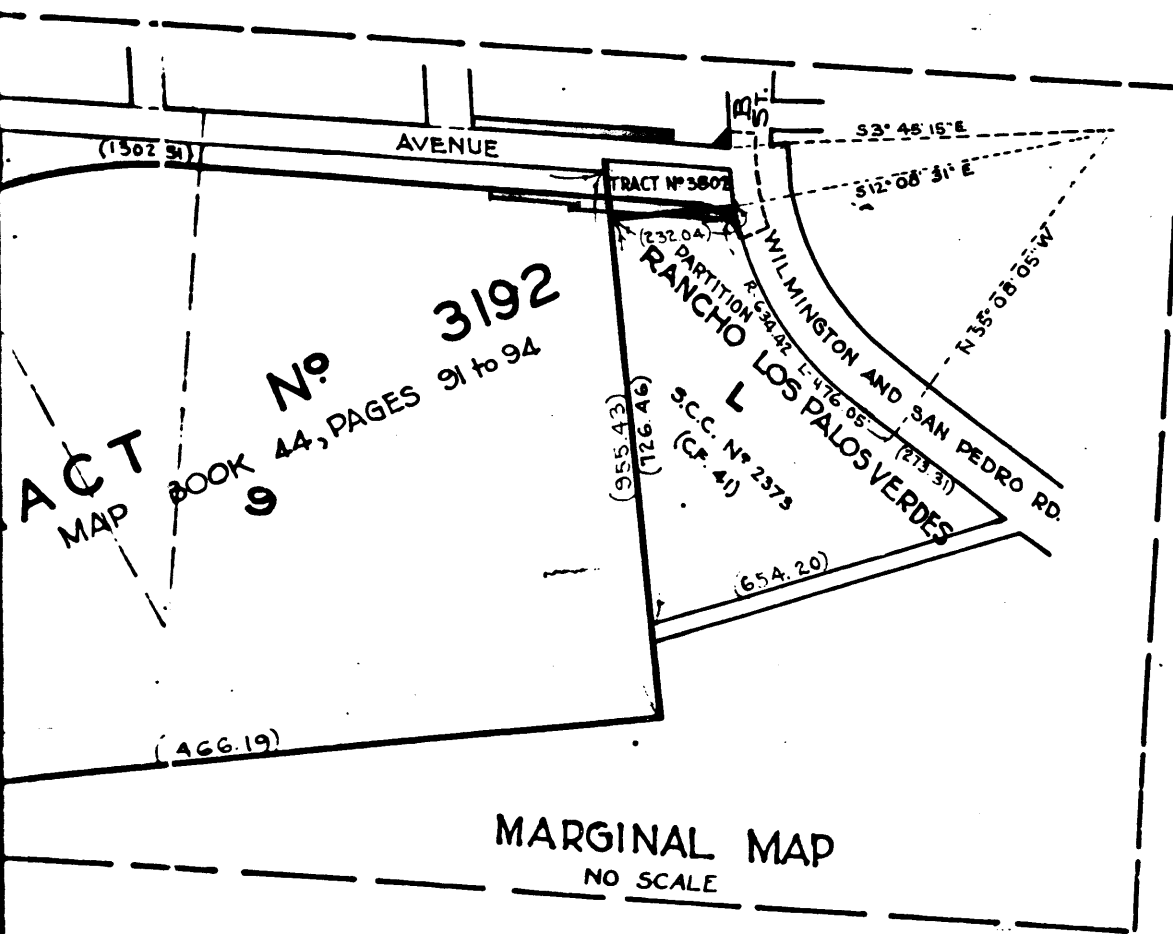 B ST.
S3° 45' 15" E
AVENUE
(1302.31)
TRACT Nº 3802
S12° 08' 31" E
(232.04)
WILMINGTON AND SAN PEDRO RD.
N 35° 08' 05" W
PARTITION
RANCHO LOS PALOS VERDES
R. 634.42 L. 476.05
(273.31)
L
S.C.C. Nº 2373
(C.F. 41)
ACT Nº 3192
MAP BOOK 44, PAGES 91 to 94
9
(955.43)
(726.46)
(654.20)
(466.19)
MARGINAL MAP
NO SCALE